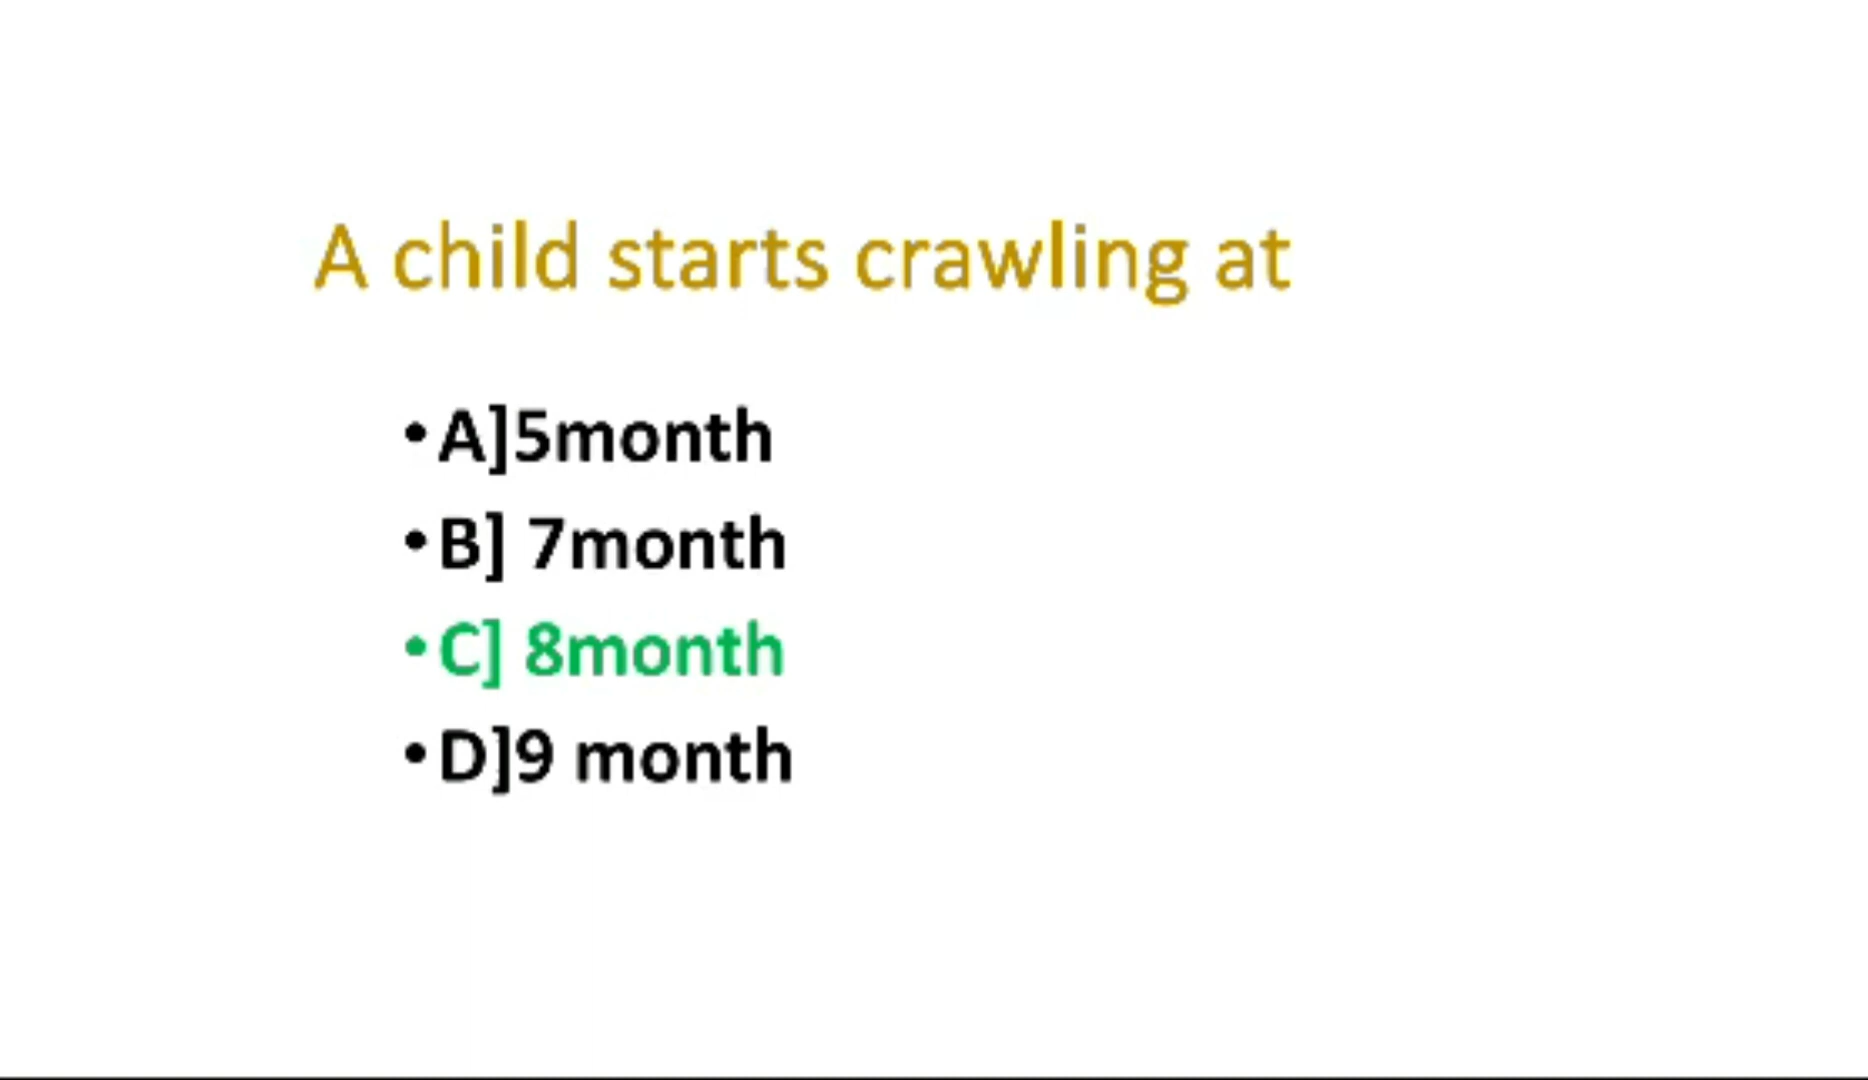 A child starts crawling at
• A]5month
• B] 7month
• C] 8month
• D]9 month